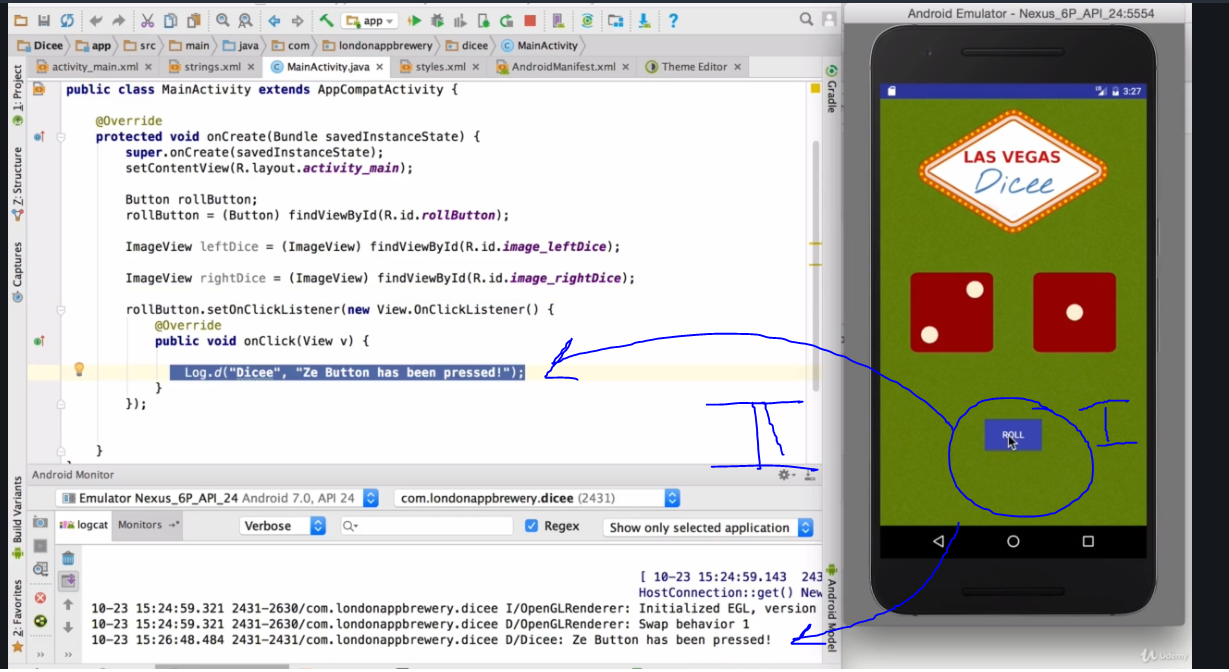 Android Emulator - Nexus_6P_API_24:5554
app
Dicee app src main java com londonappbrewery dicee MainActivity
activity_main.xml strings.xml MainActivity.java styles.xml AndroidManifest.xml Theme Editor
1: Project
Z: Structure
Captures
Build Variants
2: Favorites
public class MainActivity extends AppCompatActivity {
@Override
protected void onCreate(Bundle savedInstanceState) {
super.onCreate(savedInstanceState);
setContentView(R.layout.activity_main);
Button rollButton;
rollButton = (Button) findViewById(R.id.rollButton);
ImageView leftDice = (ImageView) findViewById(R.id.image_leftDice);
ImageView rightDice = (ImageView) findViewById(R.id.image_rightDice);
rollButton.setOnClickListener(new View.OnClickListener() {
@Override
public void onClick(View v) {
Log.d("Dicee", "Ze Button has been pressed!");
}
});
}
Gradle
Android Model
3:27
LAS VEGAS
Dicee
ROLL
I
II
Android Monitor
Emulator Nexus_6P_API_24 Android 7.0, API 24 com.londonappbrewery.dicee (2431)
logcat Monitors Verbose Regex Show only selected application
[ 10-23 15:24:59.143 243
HostConnection::get() New
10-23 15:24:59.321 2431-2630/com.londonappbrewery.dicee I/OpenGLRenderer: Initialized EGL, version
10-23 15:24:59.321 2431-2630/com.londonappbrewery.dicee D/OpenGLRenderer: Swap behavior 1
10-23 15:26:48.484 2431-2431/com.londonappbrewery.dicee D/Dicee: Ze Button has been pressed!
Udemy